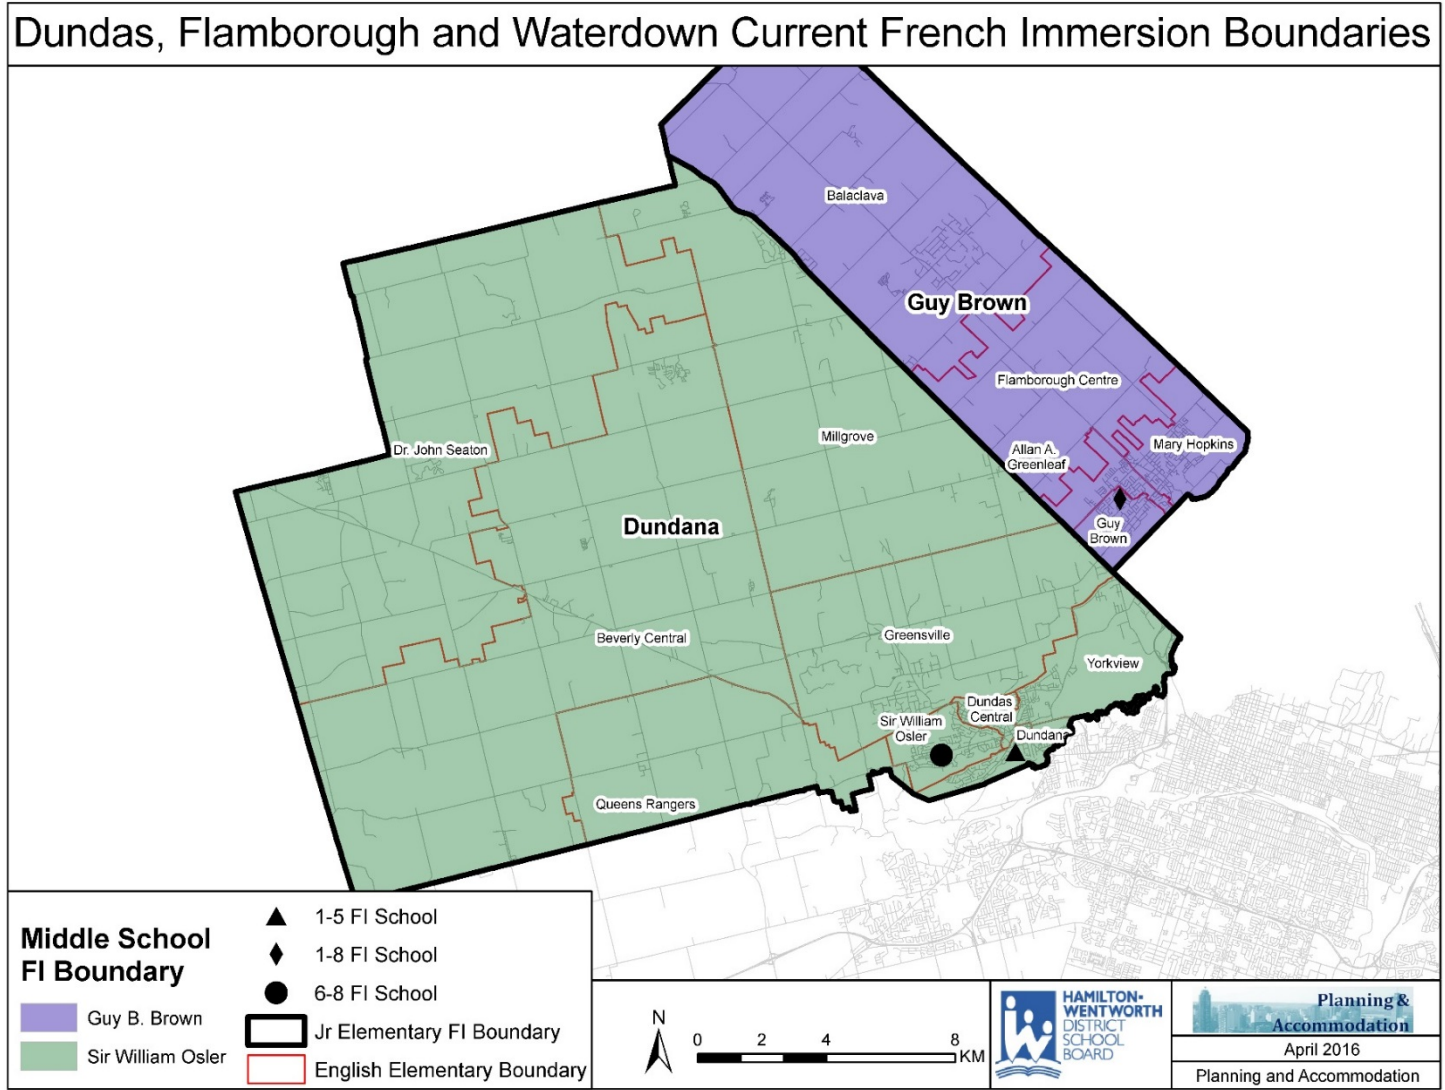 Dundas, Flamborough and Waterdown Current French Immersion Boundaries
Balaclava
Guy Brown
Flamborough Centre
Mary Hopkins
Allan A.
Greenleaf
Guy
Brown
Millgrove
Dr. John Seaton
Dundana
Beverly Central
Greensville
Yorkview
Dundas
Central
Sir William
Osler
Dundana
Queens Rangers
Middle School
FI Boundary
Guy B. Brown
Sir William Osler
1-5 FI School
1-8 FI School
6-8 FI School
Jr Elementary FI Boundary
English Elementary Boundary
N
0 2 4 8
KM
HAMILTON-
WENTWORTH
DISTRICT
SCHOOL
BOARD
Planning &
Accommodation
April 2016
Planning and Accommodation